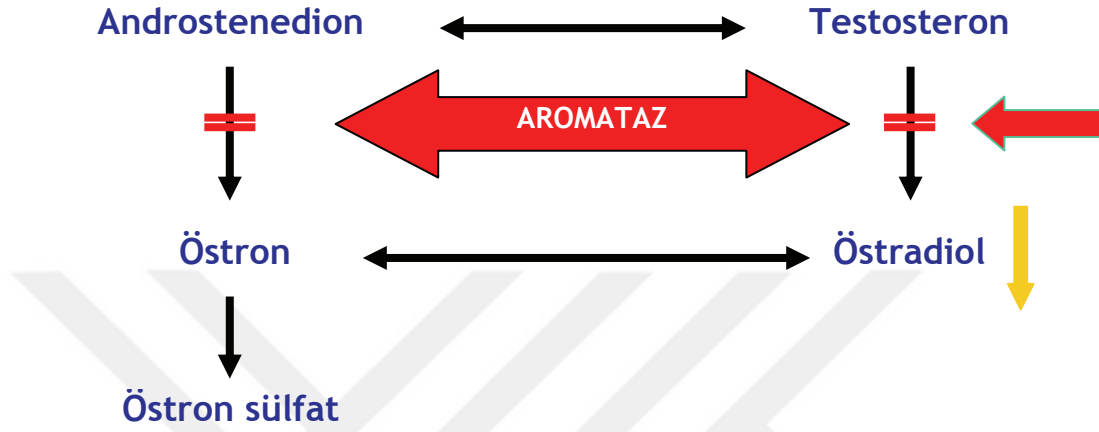 Androstenedion Testosteron
AROMATAZ
Östron Östradiol
Östron sülfat